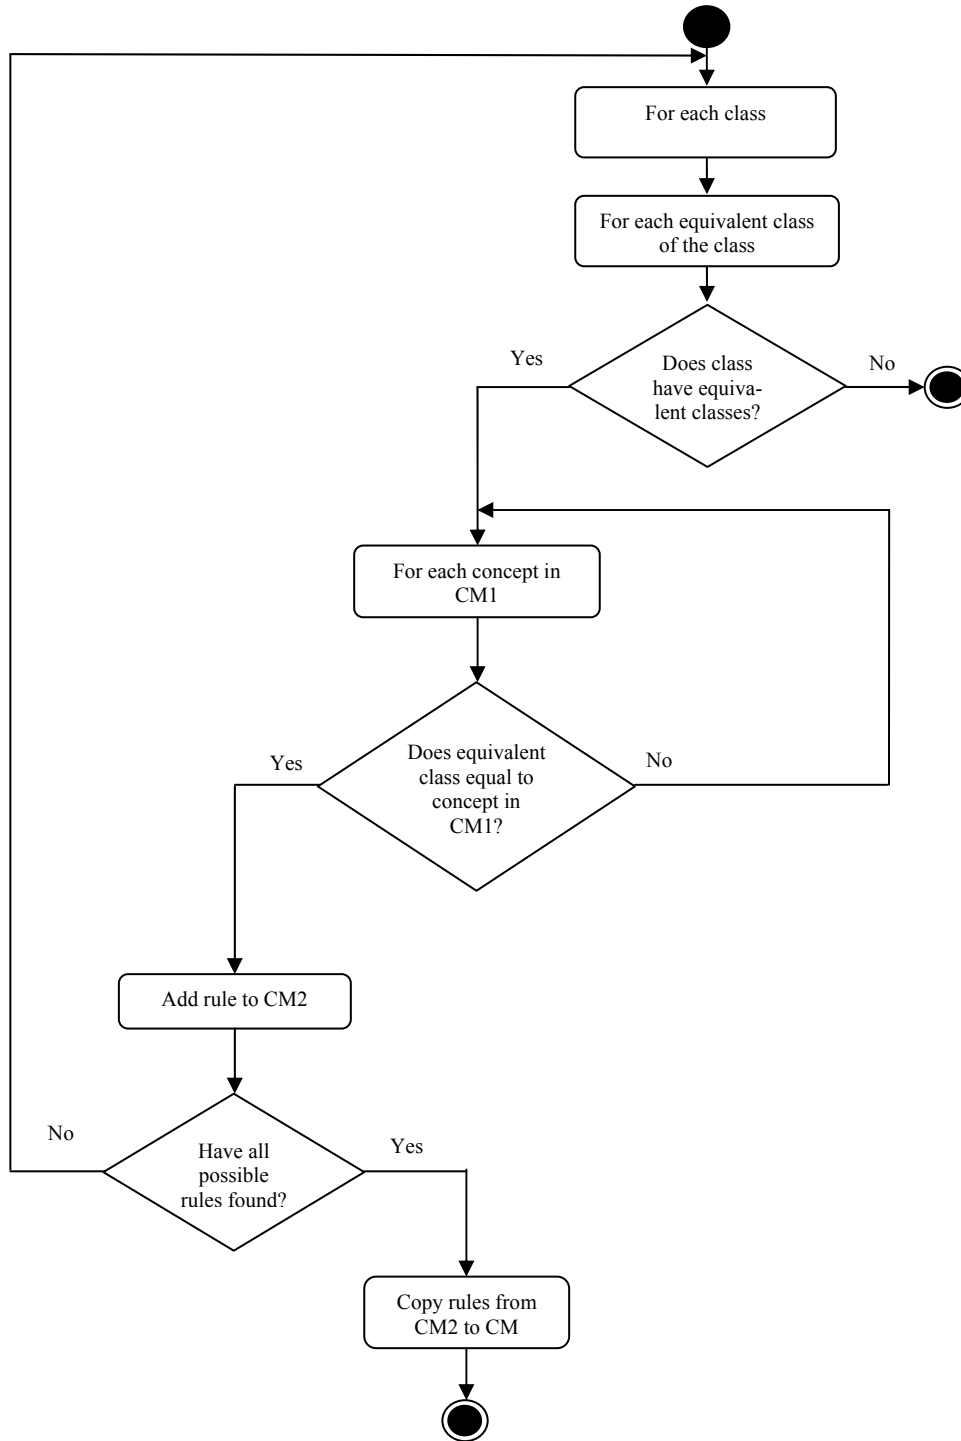 For each class
For each equivalent class
of the class
Yes
Does class
have equiva-
lent classes?
No
For each concept in
CM1
Yes
Does equivalent
class equal to
concept in
CM1?
No
Add rule to CM2
No
Have all
possible
rules found?
Yes
Copy rules from
CM2 to CM